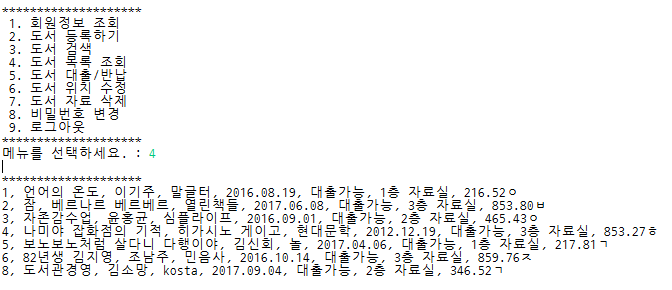 ********************
1. 회원정보 조회
2. 도서 등록하기
3. 도서 검색
4. 도서 목록 조회
5. 도서 대출/반납
6. 도서 위치 수정
7. 도서 자료 삭제
8. 비밀번호 변경
9. 로그아웃
********************
메뉴를 선택하세요. : 4
********************
1, 언어의 온도, 이기주, 말글터, 2016.08.19, 대출가능, 1층 자료실, 216.52ㅇ
2, 잠, 베르나르 베르베르, 열린책들, 2017.06.08, 대출가능, 3층 자료실, 853.80ㅂ
3, 자존감수업, 윤홍균, 심플라이프, 2016.09.01, 대출가능, 2층 자료실, 465.43ㅇ
4, 나미야 잡화점의 기적, 히가시노 게이고, 현대문학, 2012.12.19, 대출가능, 3층 자료실, 853.27ㅎ
5, 보노보노처럼 살다니 다행이야, 김신회, 놀, 2017.04.06, 대출가능, 1층 자료실, 217.81ㄱ
6, 82년생 김지영, 조남주, 민음사, 2016.10.14, 대출가능, 3층 자료실, 859.76ㅈ
8, 도서관경영, 김소망, kosta, 2017.09.04, 대출가능, 2층 자료실, 346.52ㄱ